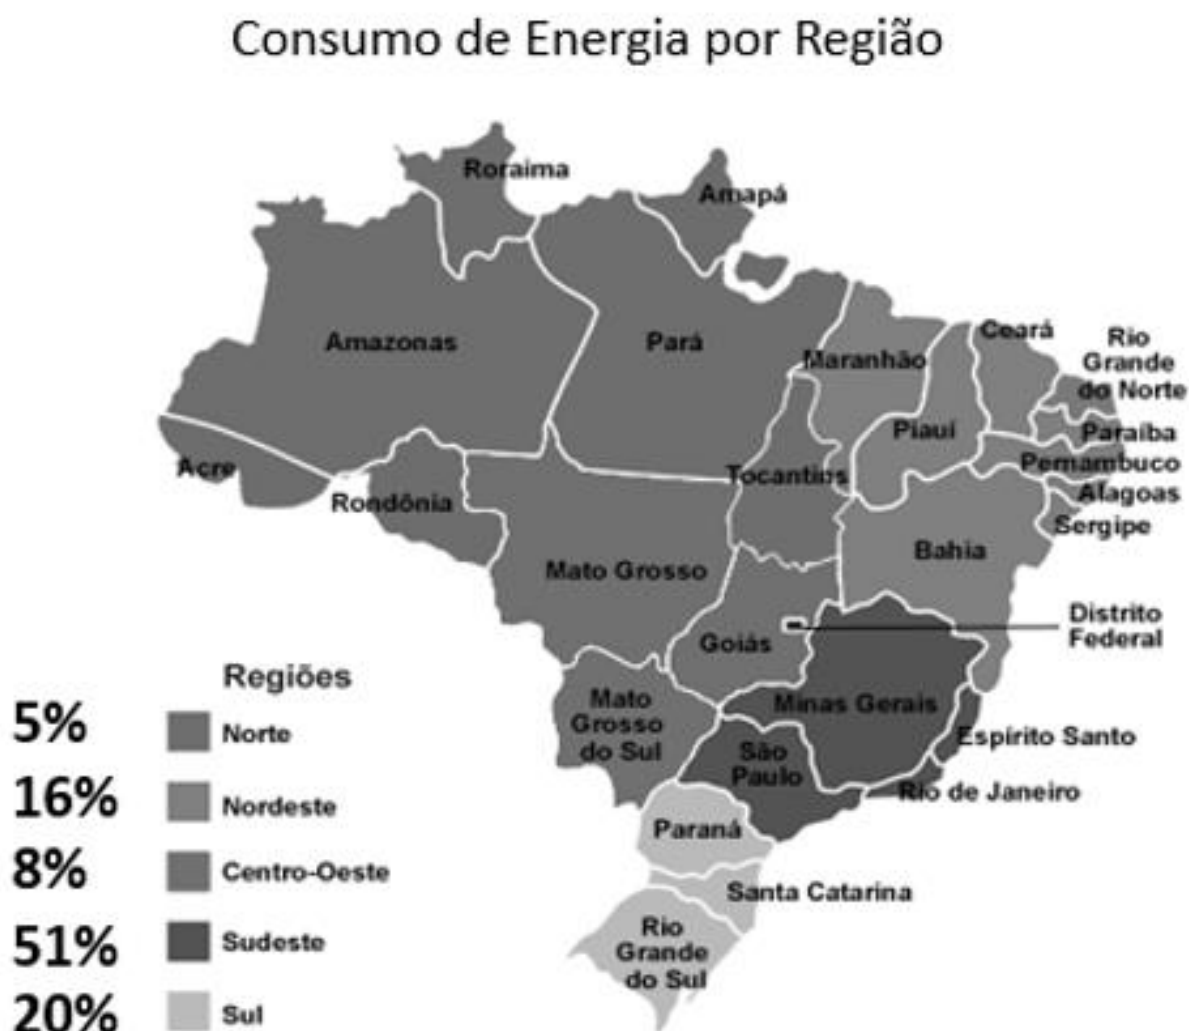 Consumo de Energia por Região
Roraima
Amapá
Amazonas
Pará
Maranhão
Ceará
Rio
Grande
do Norte
Piauí
Paraíba
Pernambuco
Alagoas
Sergipe
Acre
Rondônia
Tocantins
Bahia
Mato Grosso
Distrito
Federal
Goiás
Mato
Grosso
do Sul
Minas Gerais
Espírito Santo
São
Paulo
Rio de Janeiro
Paraná
Santa Catarina
Rio
Grande
do Sul
Regiões
5% Norte
16% Nordeste
8% Centro-Oeste
51% Sudeste
20% Sul